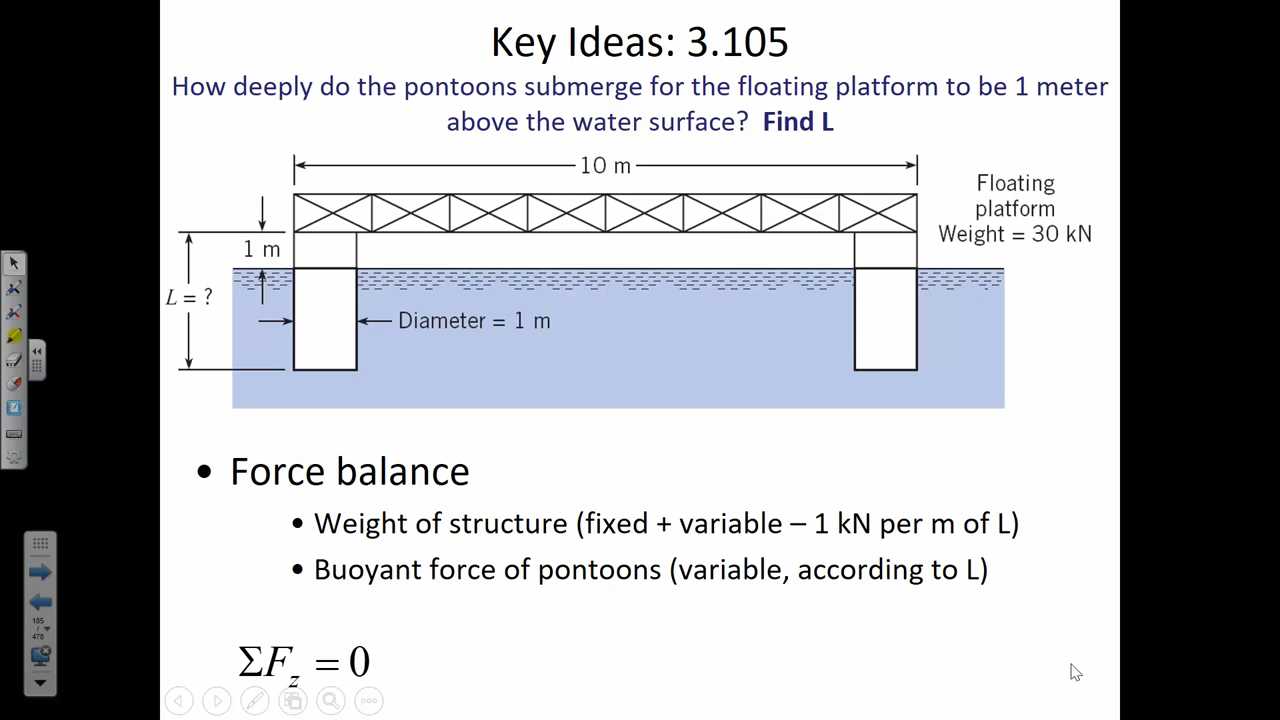 Key Ideas: 3.105
How deeply do the pontoons submerge for the floating platform to be 1 meter
above the water surface? Find L
10 m
Floating
platform
Weight = 30 kN
1 m
L = ?
Diameter = 1 m
• Force balance
• Weight of structure (fixed + variable – 1 kN per m of L)
• Buoyant force of pontoons (variable, according to L)
ΣF_z = 0
185
/
478